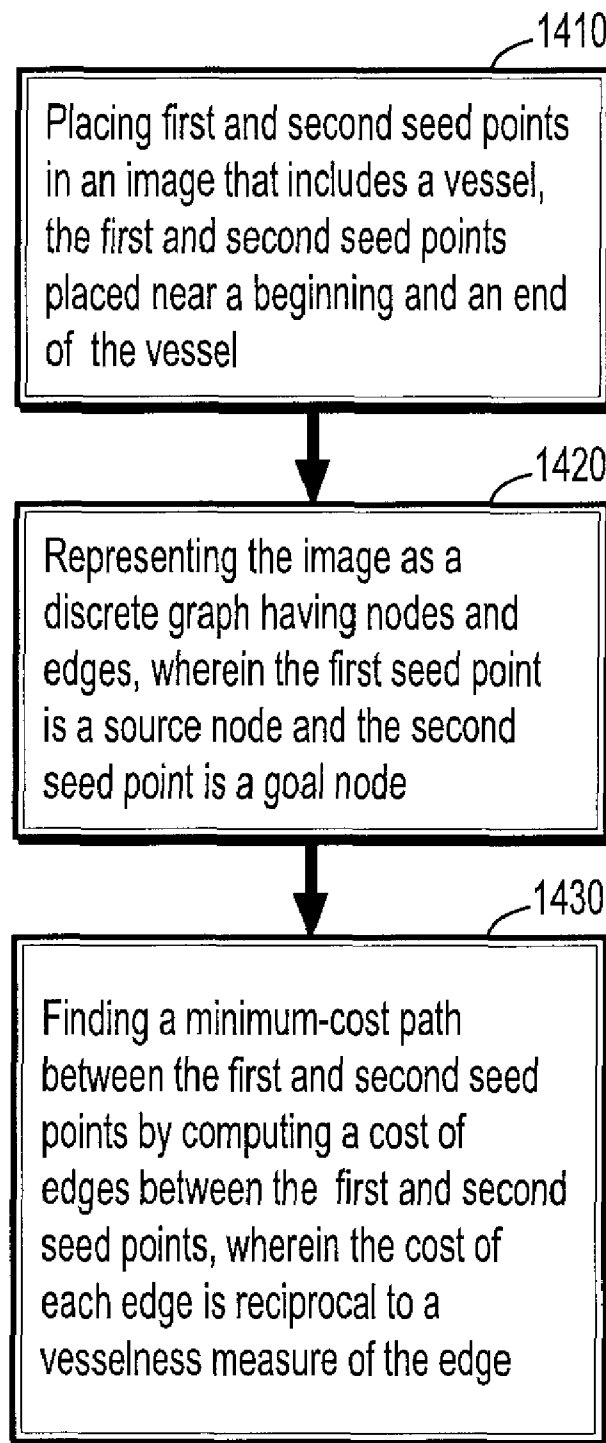 1410
Placing first and second seed points
in an image that includes a vessel,
the first and second seed points
placed near a beginning and an end
of the vessel
1420
Representing the image as a
discrete graph having nodes and
edges, wherein the first seed point
is a source node and the second
seed point is a goal node
1430
Finding a minimum-cost path
between the first and second seed
points by computing a cost of
edges between the first and second
seed points, wherein the cost of
each edge is reciprocal to a
vesselness measure of the edge